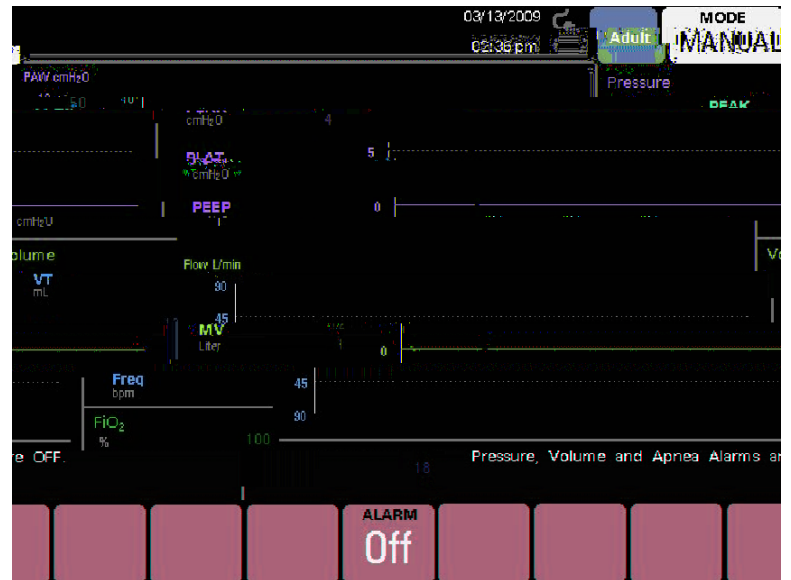 03/13/2009
02:36 pm
Adult
MODE
MANUAL
PAW cmH2O
Pressure
PEAK
cmH2O
4
PLAT
cmH2O
5
PEEP
0
cmH2O
olume
Flow L/min
VT
mL
90
45
MV
Liter
0
Freq
bpm
45
90
FiO2
%
100
re OFF.
18
Pressure, Volume and Apnea Alarms ar
ALARM
Off